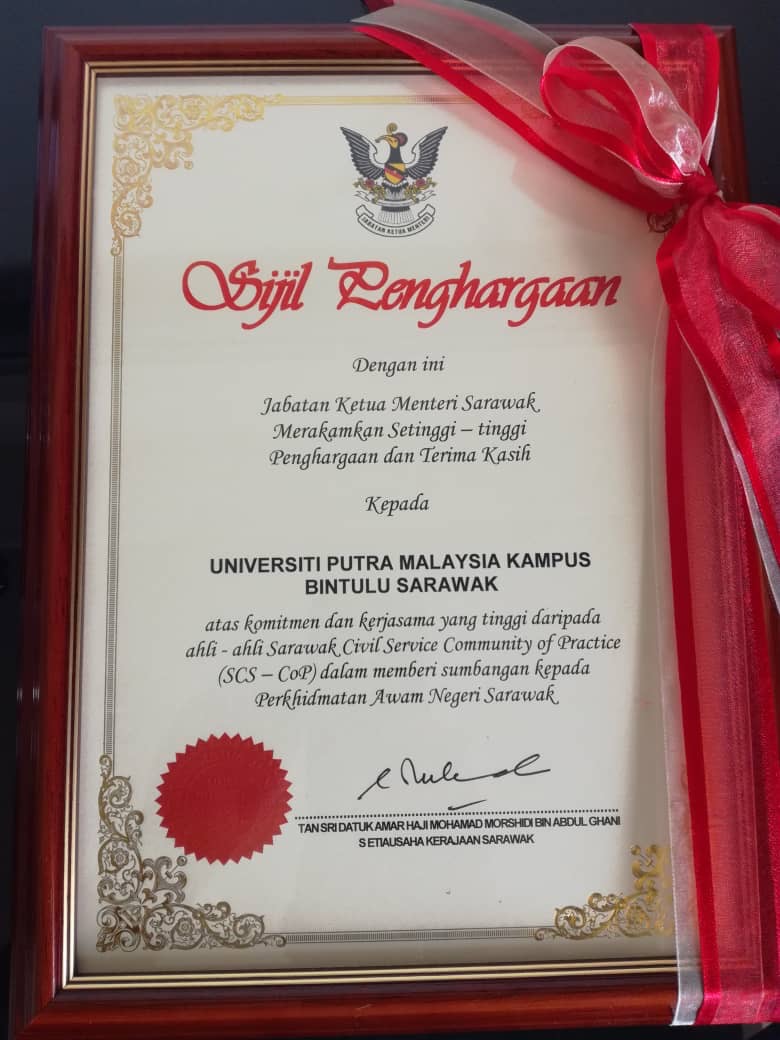 JABATAN KETUA MENTERI
Sijil Penghargaan
Dengan ini
Jabatan Ketua Menteri Sarawak
Merakamkan Setinggi – tinggi
Penghargaan dan Terima Kasih
Kepada
UNIVERSITI PUTRA MALAYSIA KAMPUS
BINTULU SARAWAK
atas komitmen dan kerjasama yang tinggi daripada
ahli - ahli Sarawak Civil Service Community of Practice
(SCS – CoP) dalam memberi sumbangan kepada
Perkhidmatan Awam Negeri Sarawak
TAN SRI DATUK AMAR HAJI MOHAMAD MORSHIDI BIN ABDUL GHANI
S ETIAUSAHA KERAJAAN SARAWAK